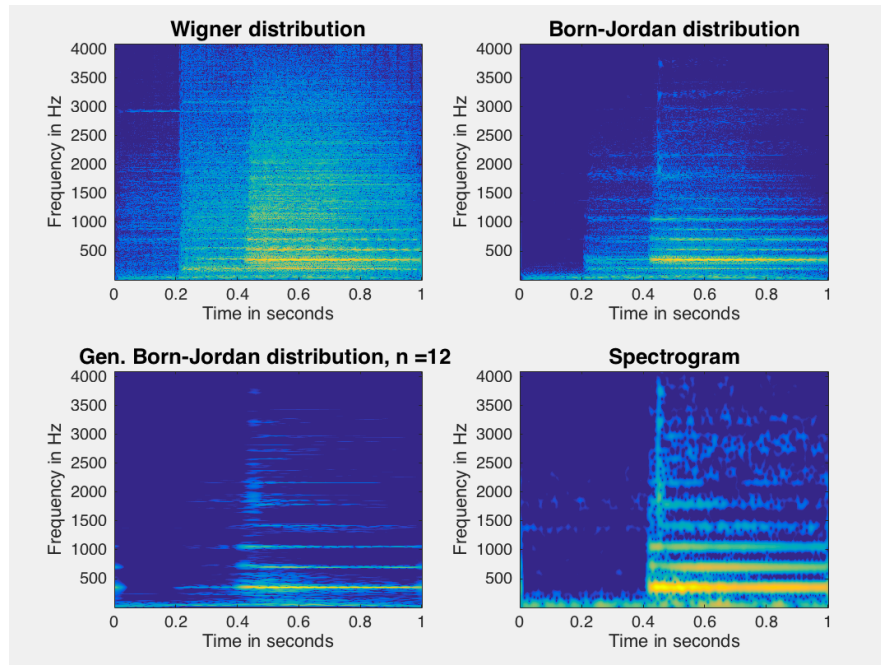 Wigner distribution
4000
3500
3000
2500
2000
1500
1000
500
0 0.2 0.4 0.6 0.8 1
Time in seconds
Frequency in Hz
Born-Jordan distribution
4000
3500
3000
2500
2000
1500
1000
500
0 0.2 0.4 0.6 0.8 1
Time in seconds
Frequency in Hz
Gen. Born-Jordan distribution, n =12
4000
3500
3000
2500
2000
1500
1000
500
0 0.2 0.4 0.6 0.8 1
Time in seconds
Frequency in Hz
Spectrogram
4000
3500
3000
2500
2000
1500
1000
500
0 0.2 0.4 0.6 0.8 1
Time in seconds
Frequency in Hz